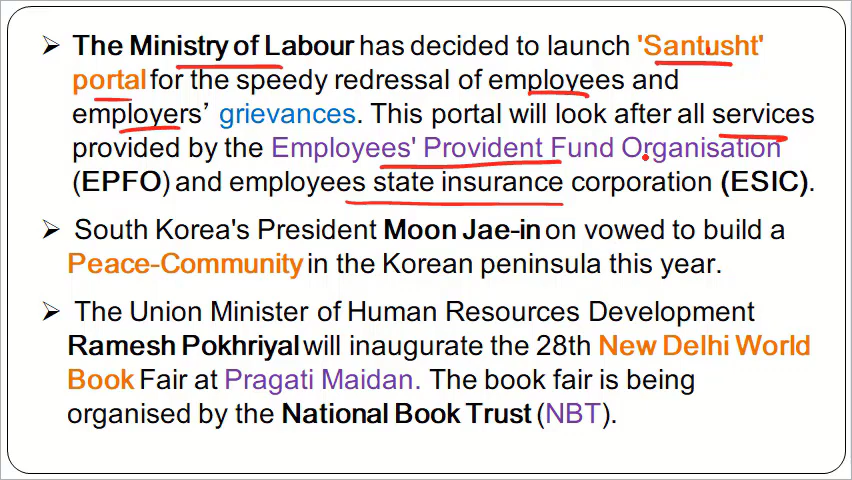 ➢ The Ministry of Labour has decided to launch 'Santusht'
portal for the speedy redressal of employees and
employers' grievances. This portal will look after all services
provided by the Employees' Provident Fund Organisation
(EPFO) and employees state insurance corporation (ESIC).
➢ South Korea's President Moon Jae-in on vowed to build a
Peace-Community in the Korean peninsula this year.
➢ The Union Minister of Human Resources Development
Ramesh Pokhriyal will inaugurate the 28th New Delhi World
Book Fair at Pragati Maidan. The book fair is being
organised by the National Book Trust (NBT).